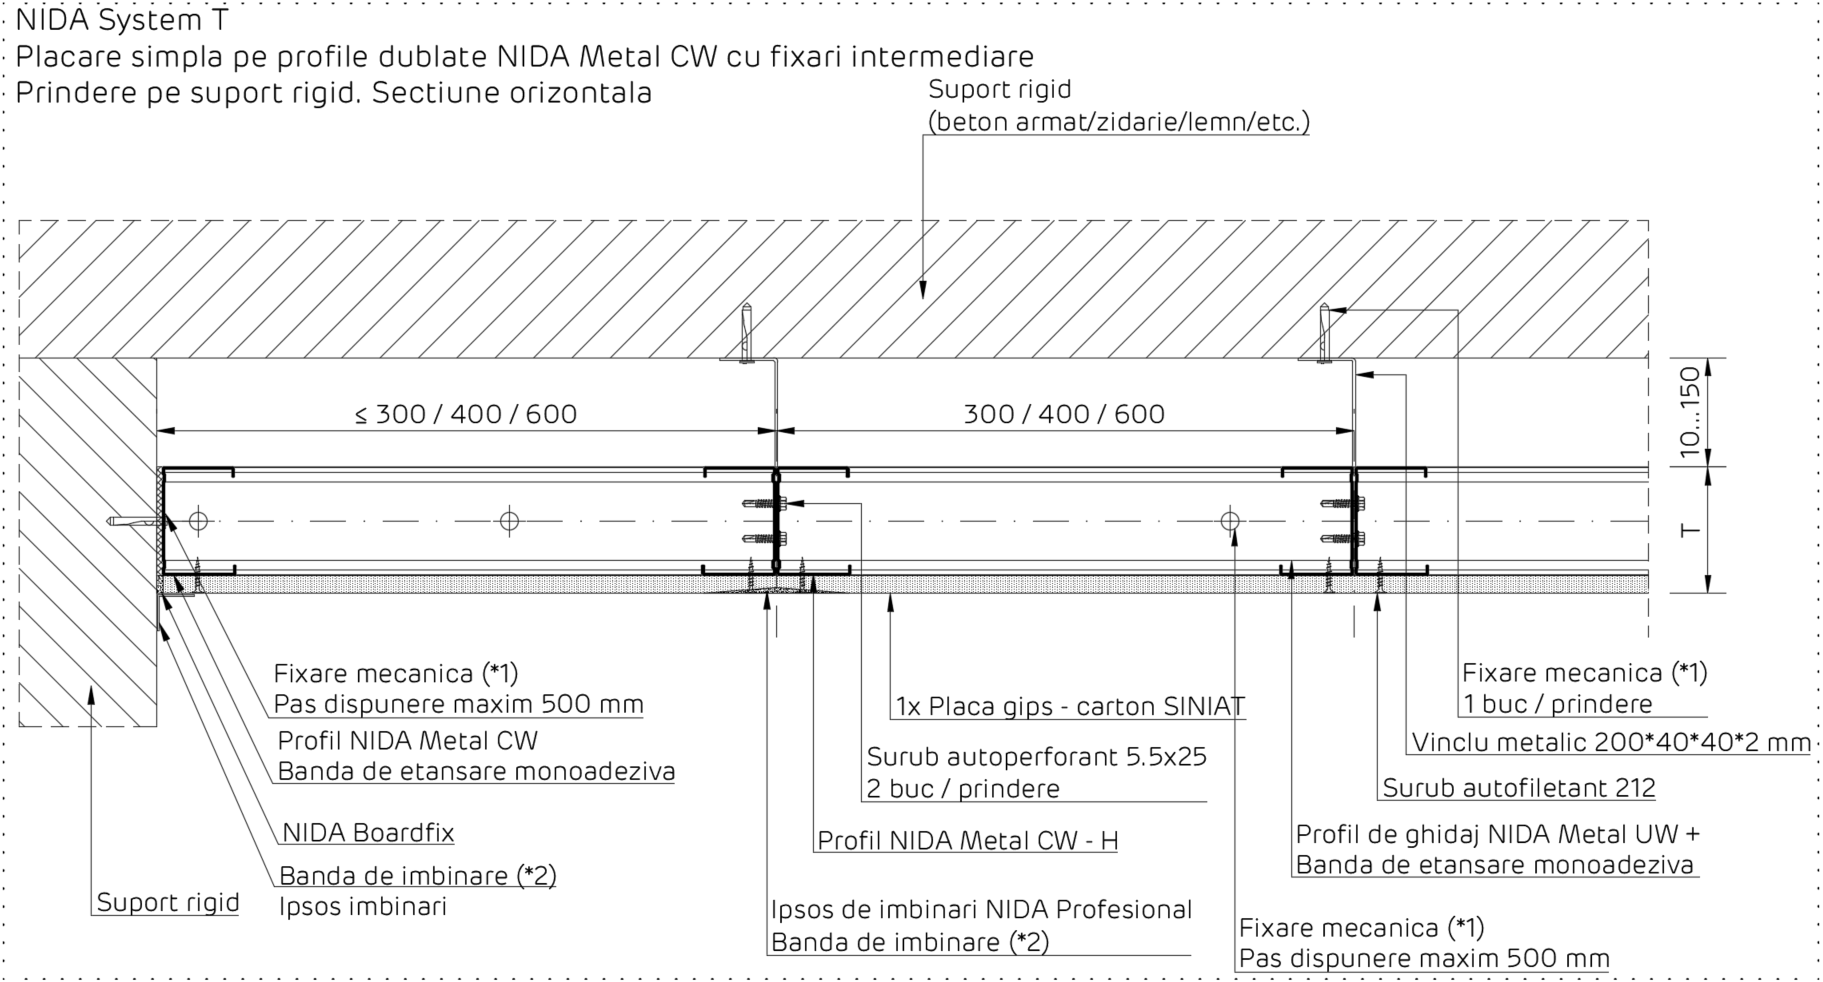 NIDA System T
Placare simpla pe profile dublate NIDA Metal CW cu fixari intermediare
Prindere pe suport rigid. Sectiune orizontala
Suport rigid
(beton armat/zidarie/lemn/etc.)
≤ 300 / 400 / 600
300 / 400 / 600
10...150
T
Fixare mecanica (*1)
Pas dispunere maxim 500 mm
Profil NIDA Metal CW
Banda de etansare monoadeziva
NIDA Boardfix
Banda de imbinare (*2)
Ipsos imbinari
Suport rigid
1x Placa gips - carton SINIAT
Surub autoperforant 5.5x25
2 buc / prindere
Profil NIDA Metal CW - H
Ipsos de imbinari NIDA Profesional
Banda de imbinare (*2)
Fixare mecanica (*1)
1 buc / prindere
Vinclu metalic 200*40*40*2 mm
Surub autofiletant 212
Profil de ghidaj NIDA Metal UW +
Banda de etansare monoadeziva
Fixare mecanica (*1)
Pas dispunere maxim 500 mm